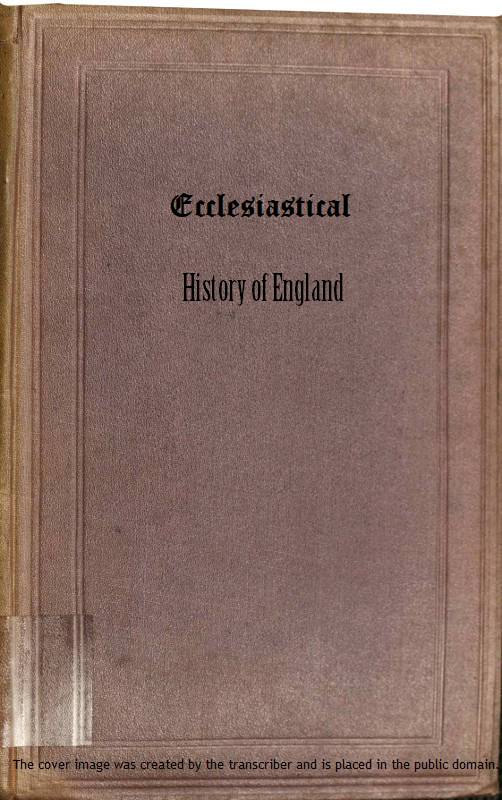 Ecclesiastical
History of England
The cover image was created by the transcriber and is placed in the public domain.